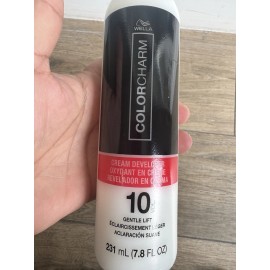 WELLA
COLORCHARM
CREAM DEVELOPER
OXYDANT EN CRÈME
REVELADOR EN CREMA
10
GENTLE LIFT
ÉCLAIRCISSEMENT LÉGER
ACLARACIÓN SUAVE
231 mL (7.8 FL OZ)